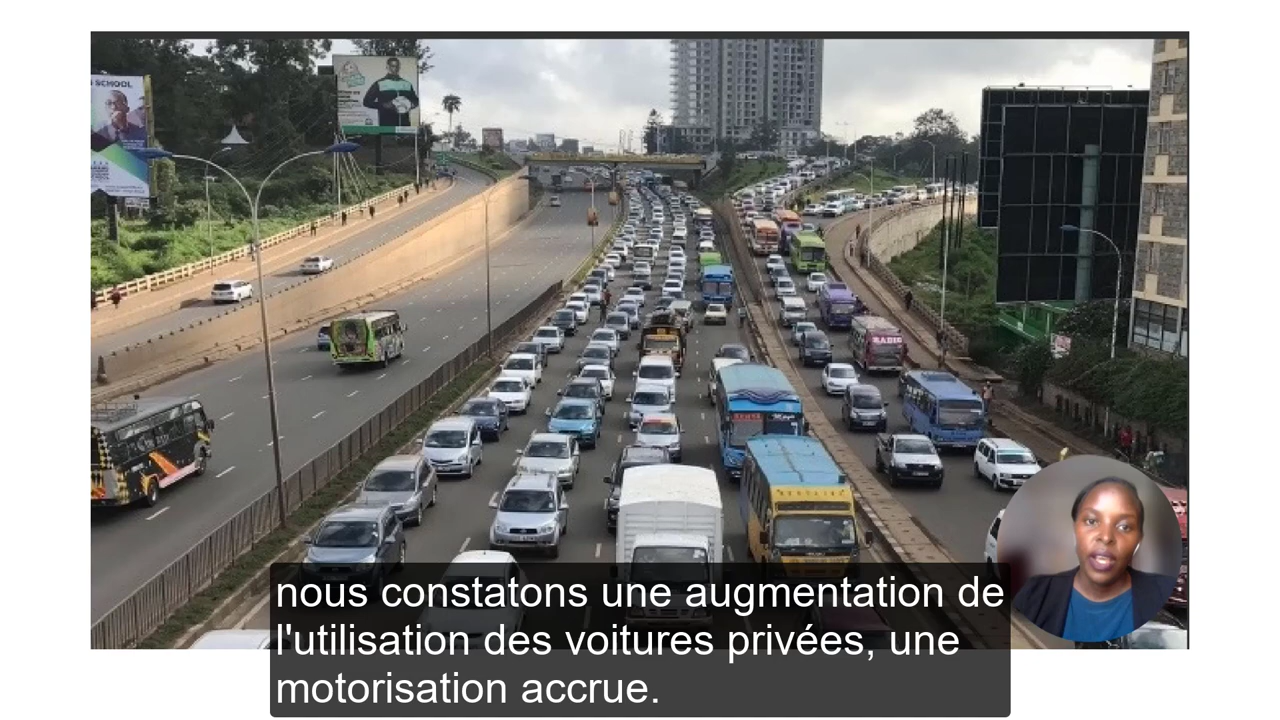 SCHOOL
RADIO
nous constatons une augmentation de
l'utilisation des voitures privées, une
motorisation accrue.